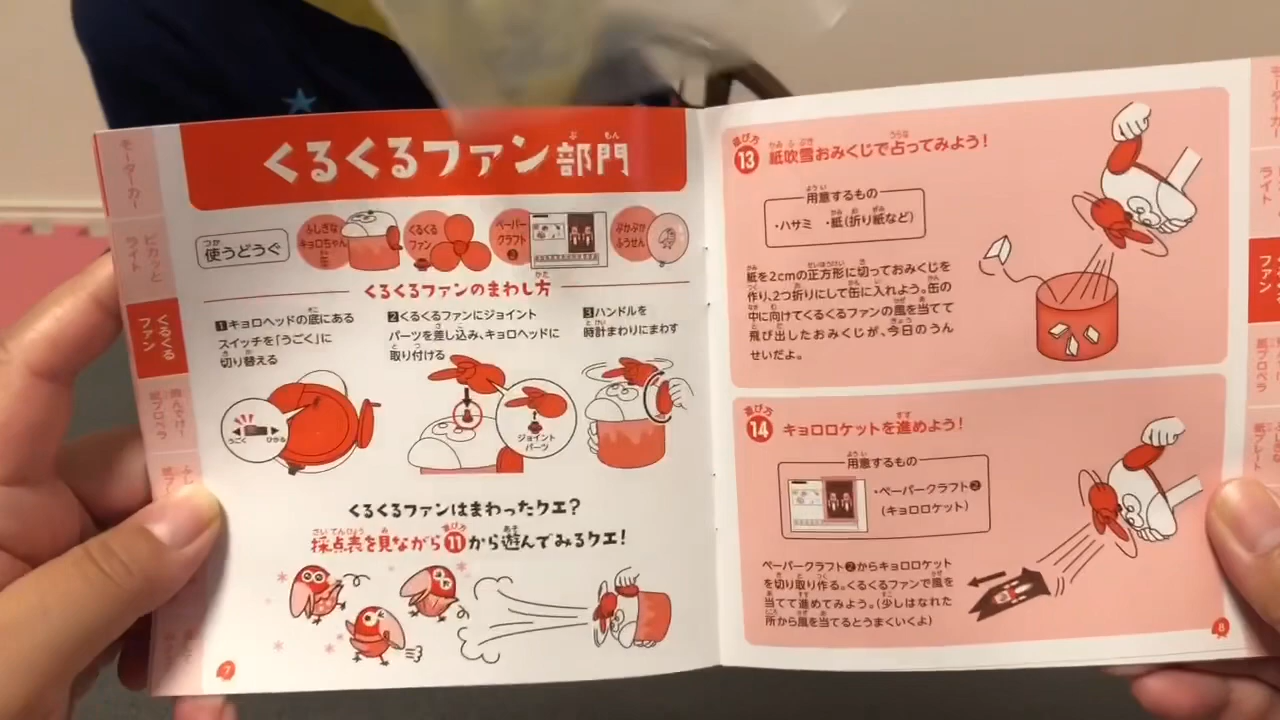 モーターカー
ピカッと
ライト
くるくる
ファン
紙プロペラ
くるくるファン部門
使うどうぐ
ふしぎな
キョロちゃん
缶
くるくる
ファン
ペーパー
クラフト
2
ぷかぷか
ふうせん
くるくるファンのまわし方
1 キョロヘッドの底にある
スイッチを「うごく」に
切り替える
2 くるくるファンにジョイント
パーツを差し込み、キョロヘッドに
取り付ける
3 ハンドルを
時計まわりにまわす
うごく
ひかる
ジョイント
パーツ
くるくるファンはまわったクエ?
採点表を見ながら遊び方11から遊んでみるクエ!
7
遊び方
13 紙吹雪おみくじで占ってみよう!
用意するもの
・ハサミ ・紙(折り紙など)
紙を2cmの正方形に切っておみくじを
作り、2つ折りにして缶に入れよう。缶の
中に向けてくるくるファンの風を当てて
飛び出したおみくじが、今日のうん
せいだよ。
遊び方
14 キョロロケットを進めよう!
用意するもの
・ペーパークラフト2
(キョロロケット)
ペーパークラフト2からキョロロケット
を切り取り作る。くるくるファンで風を
当てて進めてみよう。(少しはなれた
所から風を当てるとうまくいくよ)
8
ライト
ファン
紙プレート